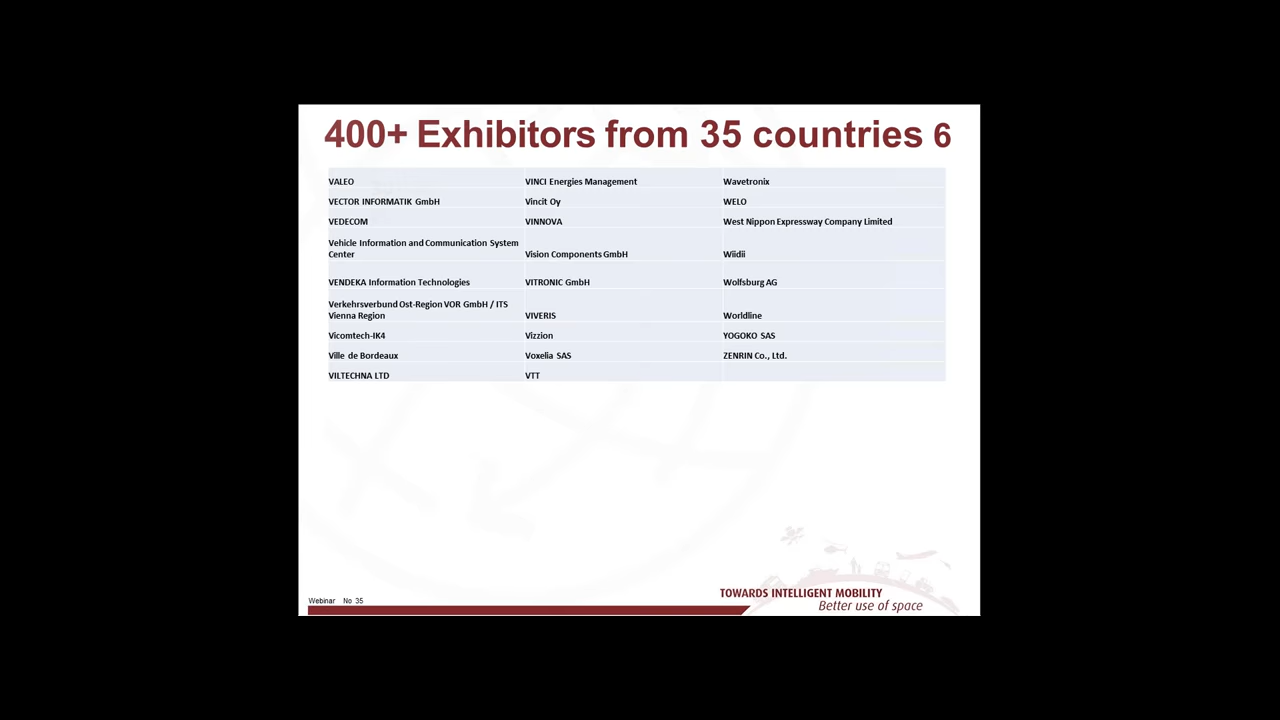 400+ Exhibitors from 35 countries 6
VALEO VINCI Energies Management Wavetronix
VECTOR INFORMATIK GmbH Vincit Oy WELO
VEDECOM VINNOVA West Nippon Expressway Company Limited
Vehicle Information and Communication System
Center Vision Components GmbH Wiidii
VENDEKA Information Technologies VITRONIC GmbH Wolfsburg AG
Verkehrsverbund Ost-Region VOR GmbH / ITS
Vienna Region VIVERIS Worldline
Vicomtech-IK4 Vizzion YOGOKO SAS
Ville de Bordeaux Voxelia SAS ZENRIN Co., Ltd.
VILTECHNA LTD VTT
Webinar No 35
TOWARDS INTELLIGENT MOBILITY
Better use of space